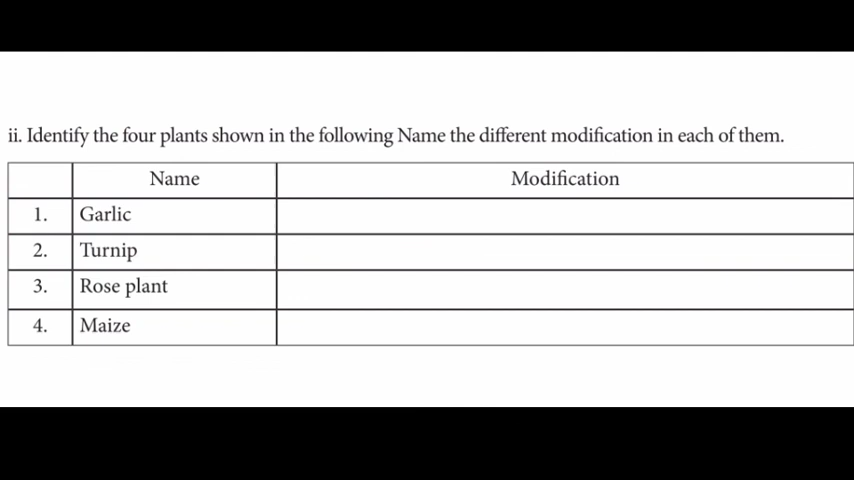 ii. Identify the four plants shown in the following Name the different modification in each of them.
Name Modification
1. Garlic
2. Turnip
3. Rose plant
4. Maize